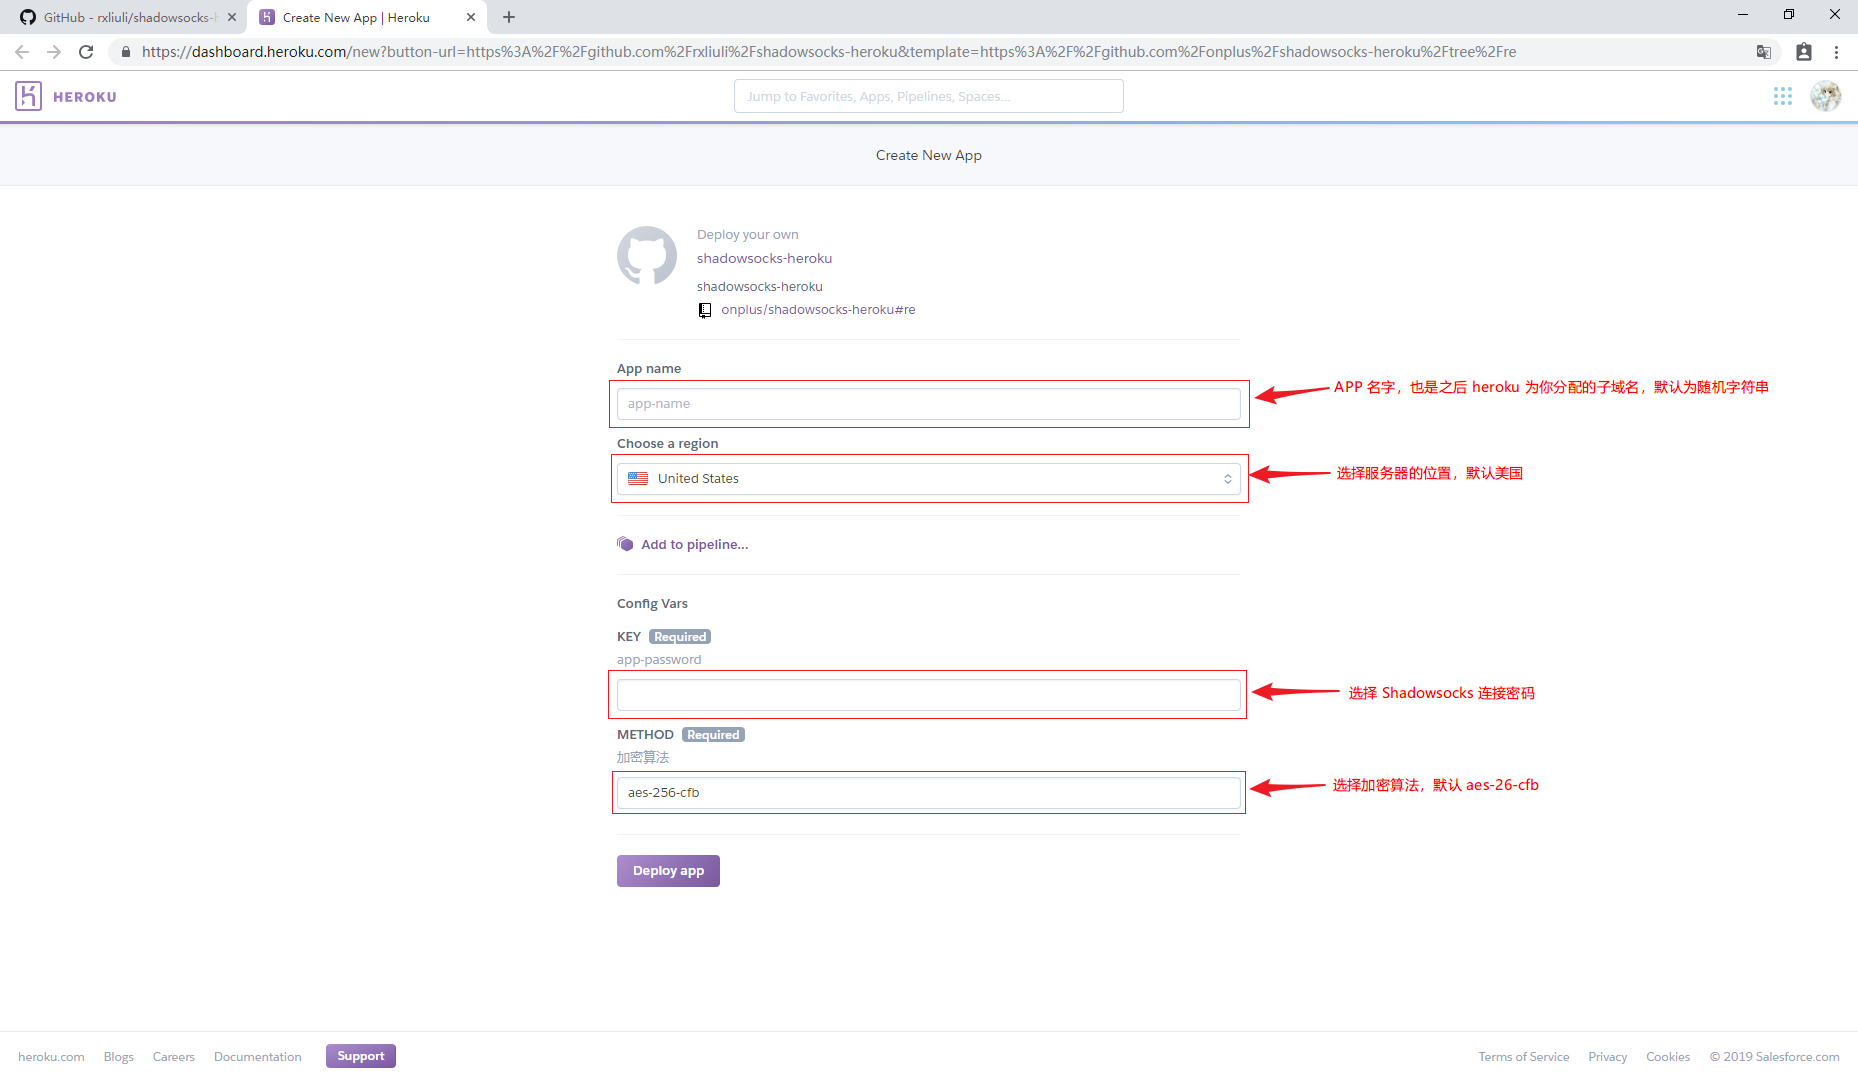 GitHub - rxliuli/shadowsocks-h
Create New App | Heroku
https://dashboard.heroku.com/new?button-url=https%3A%2F%2Fgithub.com%2Frxliuli%2Fshadowsocks-heroku&template=https%3A%2F%2Fgithub.com%2Fonplus%2Fshadowsocks-heroku%2Ftree%2Fre
HEROKU
Jump to Favorites, Apps, Pipelines, Spaces...
Create New App
Deploy your own
shadowsocks-heroku
shadowsocks-heroku
onplus/shadowsocks-heroku#re
App name
app-name
APP 名字，也是之后 heroku 为你分配的子域名，默认为随机字符串
Choose a region
United States
选择服务器的位置，默认美国
Add to pipeline...
Config Vars
KEY Required
app-password
选择 Shadowsocks 连接密码
METHOD Required
加密算法
aes-256-cfb
选择加密算法，默认 aes-26-cfb
Deploy app
heroku.com Blogs Careers Documentation Support Terms of Service Privacy Cookies © 2019 Salesforce.com